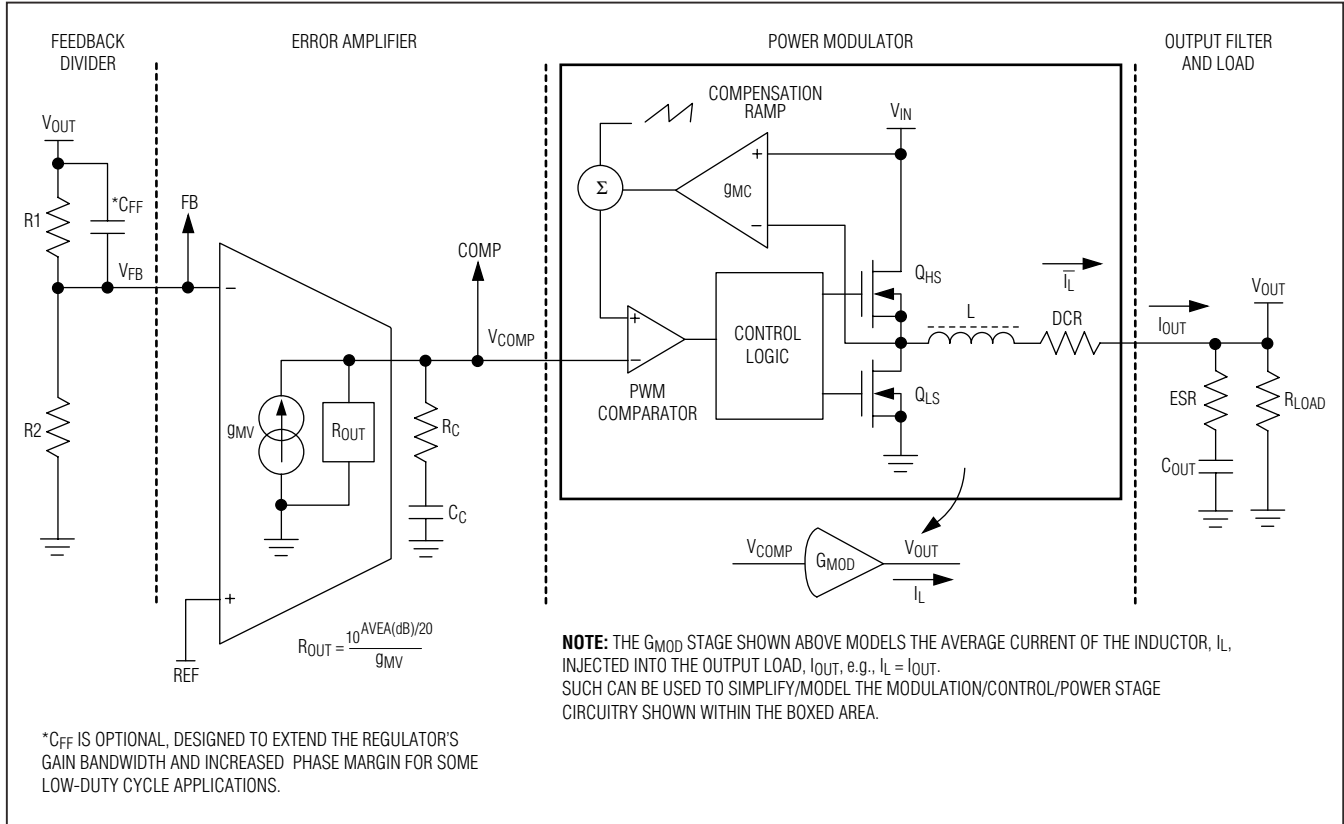 FEEDBACK
DIVIDER
ERROR AMPLIFIER
POWER MODULATOR
OUTPUT FILTER
AND LOAD
COMPENSATION
RAMP
VOUT
VIN
R1
*CFF
FB
VFB
Σ
+
gMC
−
COMP
QHS
IL
VOUT
IOUT
−
VCOMP
+
−
PWM
COMPARATOR
CONTROL
LOGIC
L
DCR
QLS
ESR
RLOAD
COUT
R2
gMV
ROUT
RC
CC
VCOMP
GMOD
VOUT
IL
+
REF
ROUT = 10^AVEA(dB)/20 / gMV
NOTE: THE GMOD STAGE SHOWN ABOVE MODELS THE AVERAGE CURRENT OF THE INDUCTOR, IL,
INJECTED INTO THE OUTPUT LOAD, IOUT, e.g., IL = IOUT.
SUCH CAN BE USED TO SIMPLIFY/MODEL THE MODULATION/CONTROL/POWER STAGE
CIRCUITRY SHOWN WITHIN THE BOXED AREA.
*CFF IS OPTIONAL, DESIGNED TO EXTEND THE REGULATOR'S
GAIN BANDWIDTH AND INCREASED PHASE MARGIN FOR SOME
LOW-DUTY CYCLE APPLICATIONS.